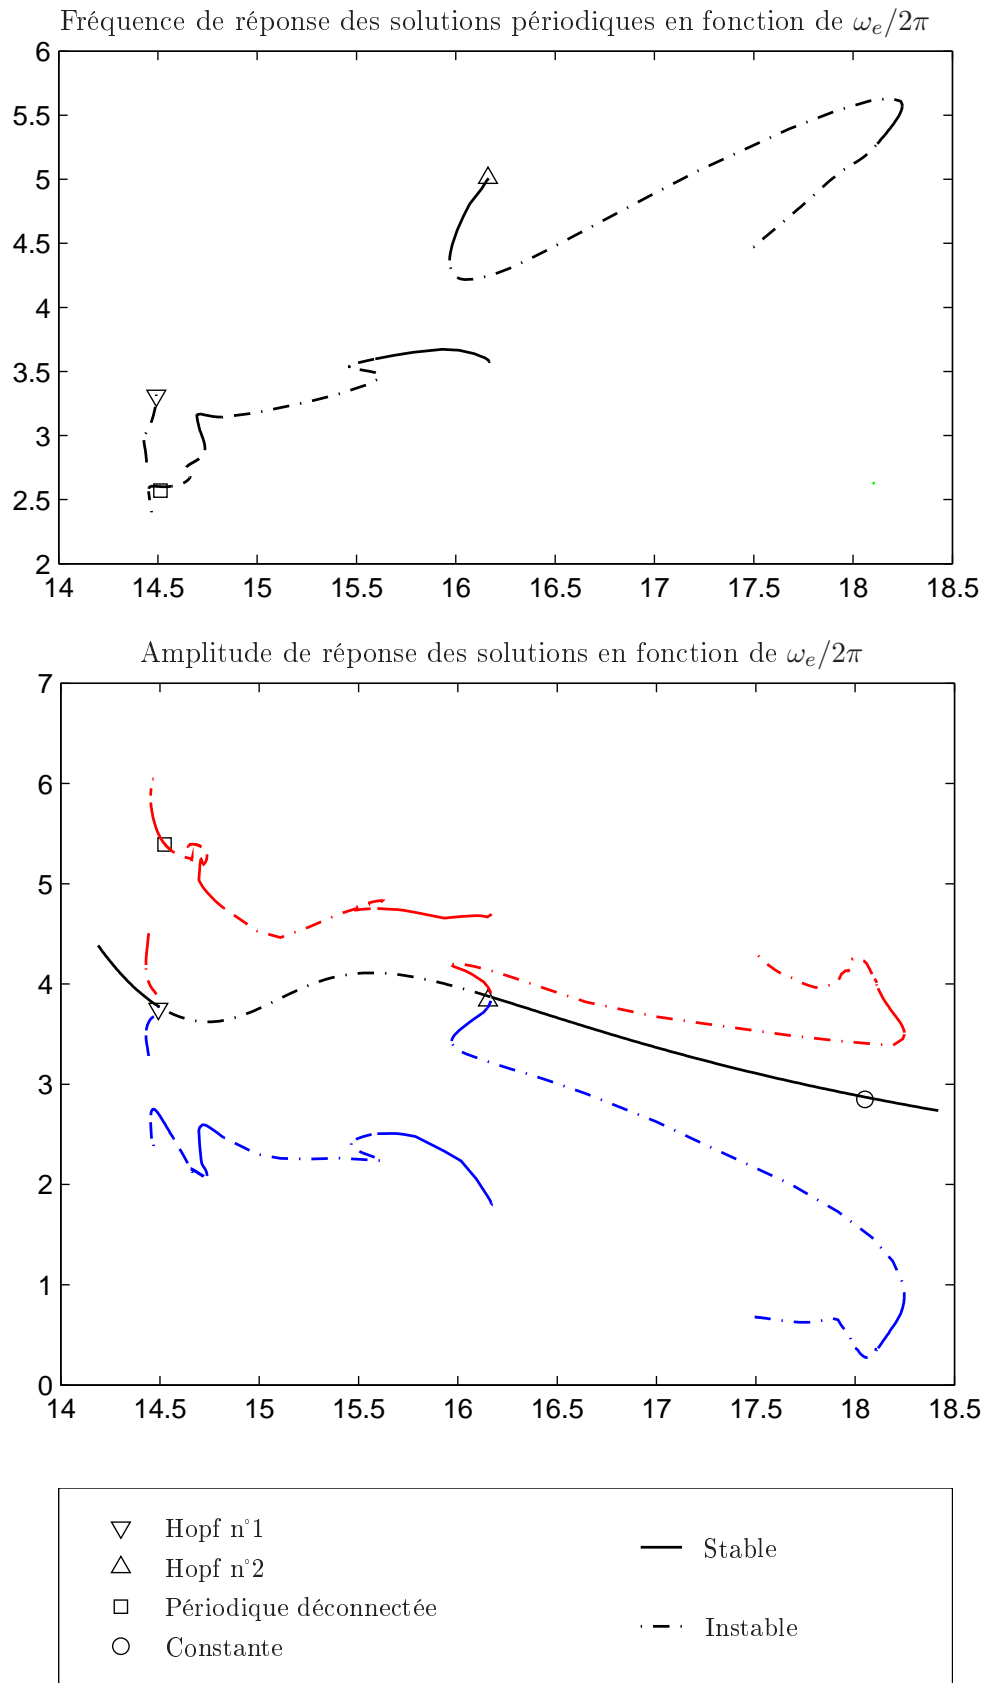 Fréquence de réponse des solutions périodiques en fonction de ωₑ/2π
6
5.5
5
4.5
4
3.5
3
2.5
2
14 14.5 15 15.5 16 16.5 17 17.5 18 18.5
Amplitude de réponse des solutions en fonction de ωₑ/2π
7
6
5
4
3
2
1
0
14 14.5 15 15.5 16 16.5 17 17.5 18 18.5
Hopf n°1
Hopf n°2
Périodique déconnectée
Constante
Stable
Instable